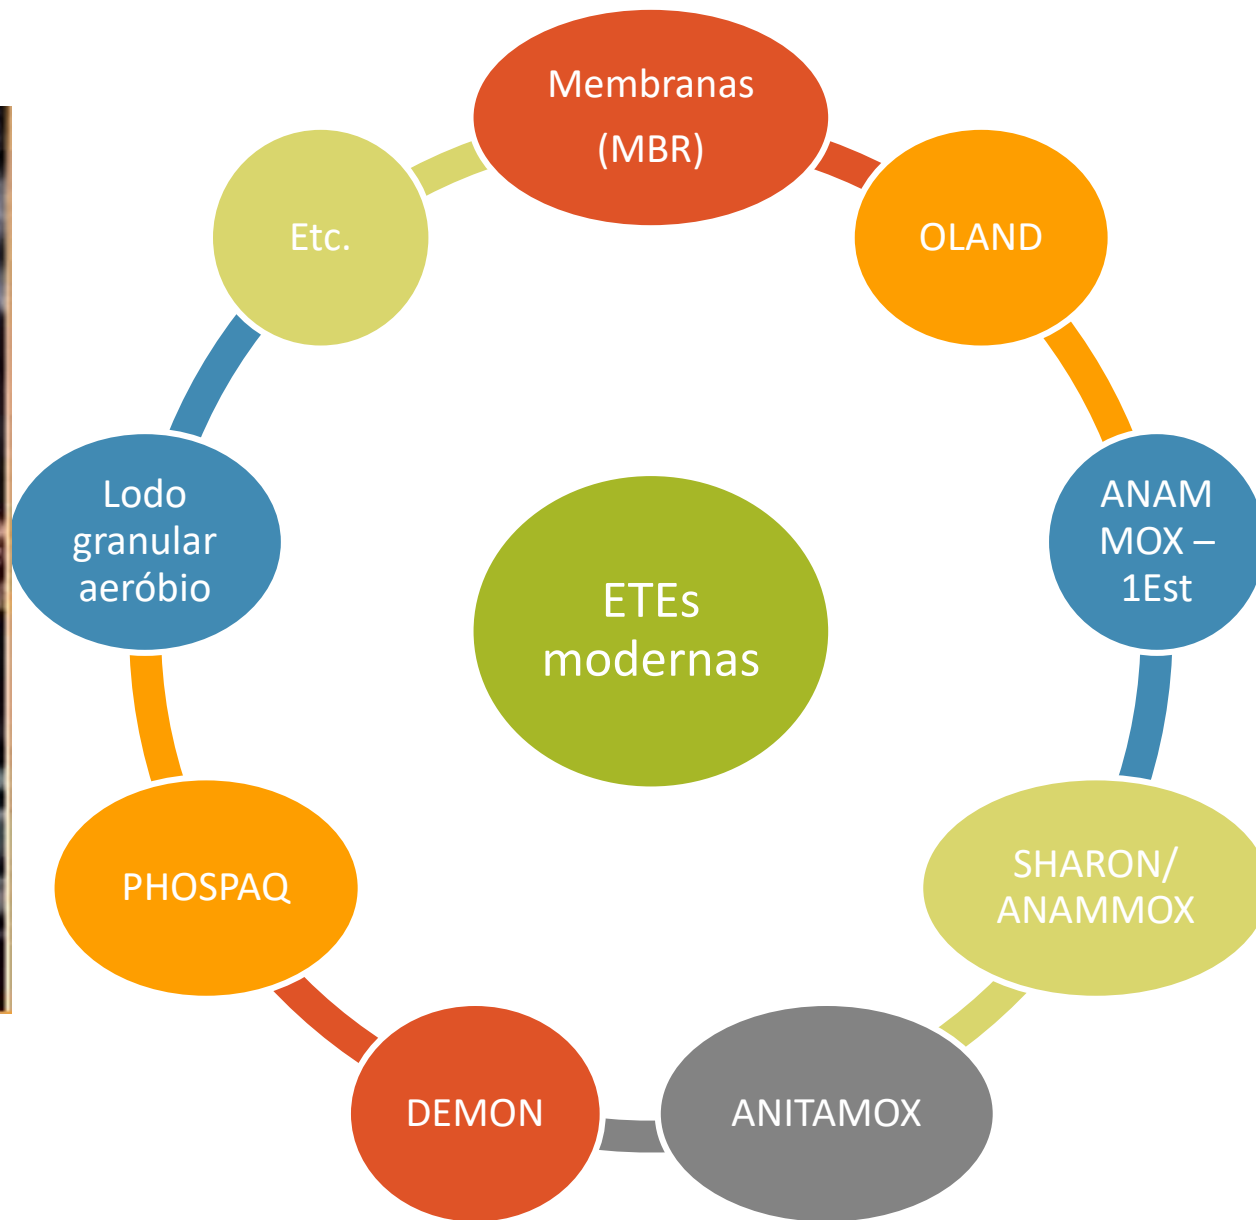 Membranas
(MBR)
OLAND
ANAM
MOX –
1Est
SHARON/
ANAMMOX
ANITAMOX
DEMON
PHOSPAQ
Lodo
granular
aeróbio
Etc.
ETEs
modernas